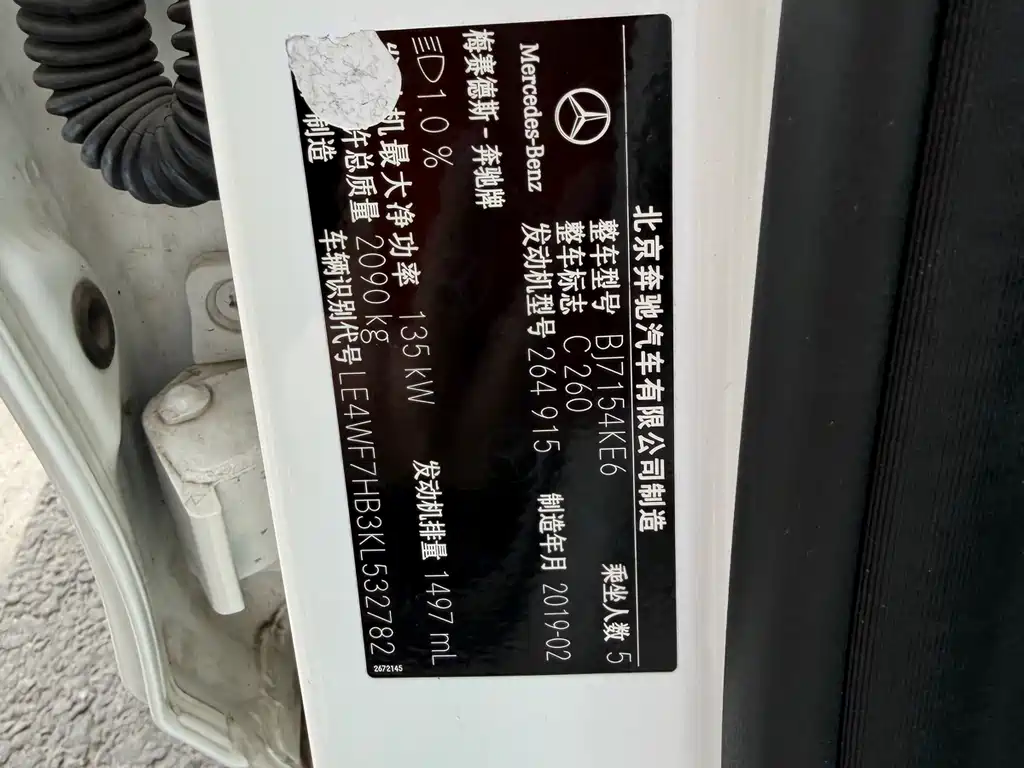 北京奔驰汽车有限公司制造
Mercedes-Benz
整车型号 BJ7154KE6 乘坐人数 5
整车标志 C 260
发动机型号 264 915 制造年月 2019-02
梅赛德斯-奔驰牌
1.0 %
机最大净功率 135 kW 发动机排量 1497 mL
总质量 2090 kg
制造 车辆识别代号 LE4WF7HB3KL532782
2672145